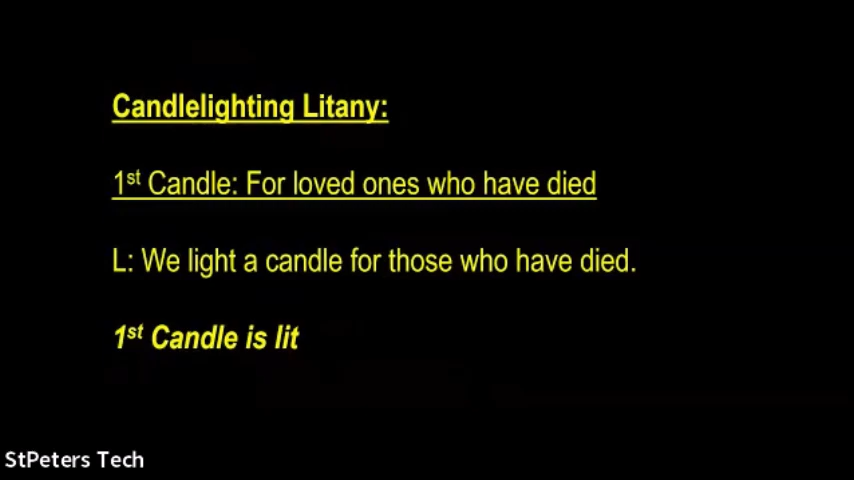 Candlelighting Litany:
1st Candle: For loved ones who have died
L: We light a candle for those who have died.
1st Candle is lit
StPeters Tech